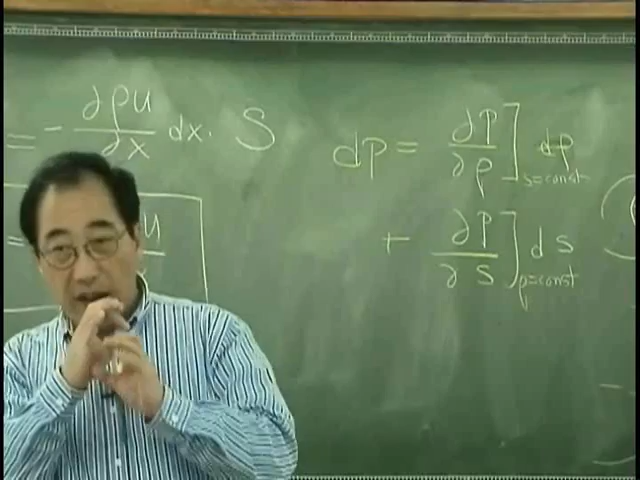 = - ∂ρu/∂x dx. S
dp = ∂P/∂ρ]s=const dρ
+ ∂P/∂s]ρ=const ds
= u
x